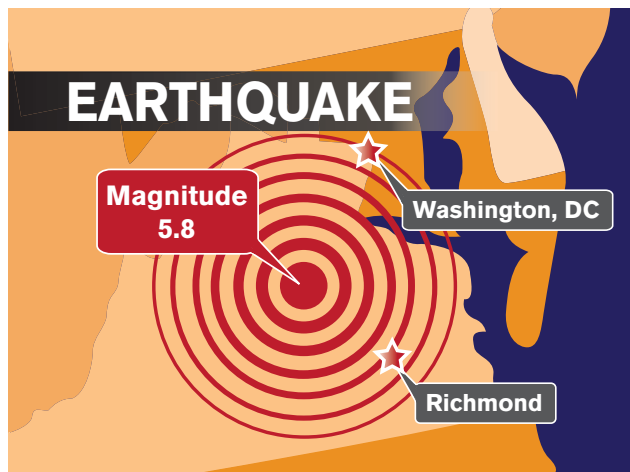 EARTHQUAKE
Magnitude
5.8
Washington, DC
Richmond